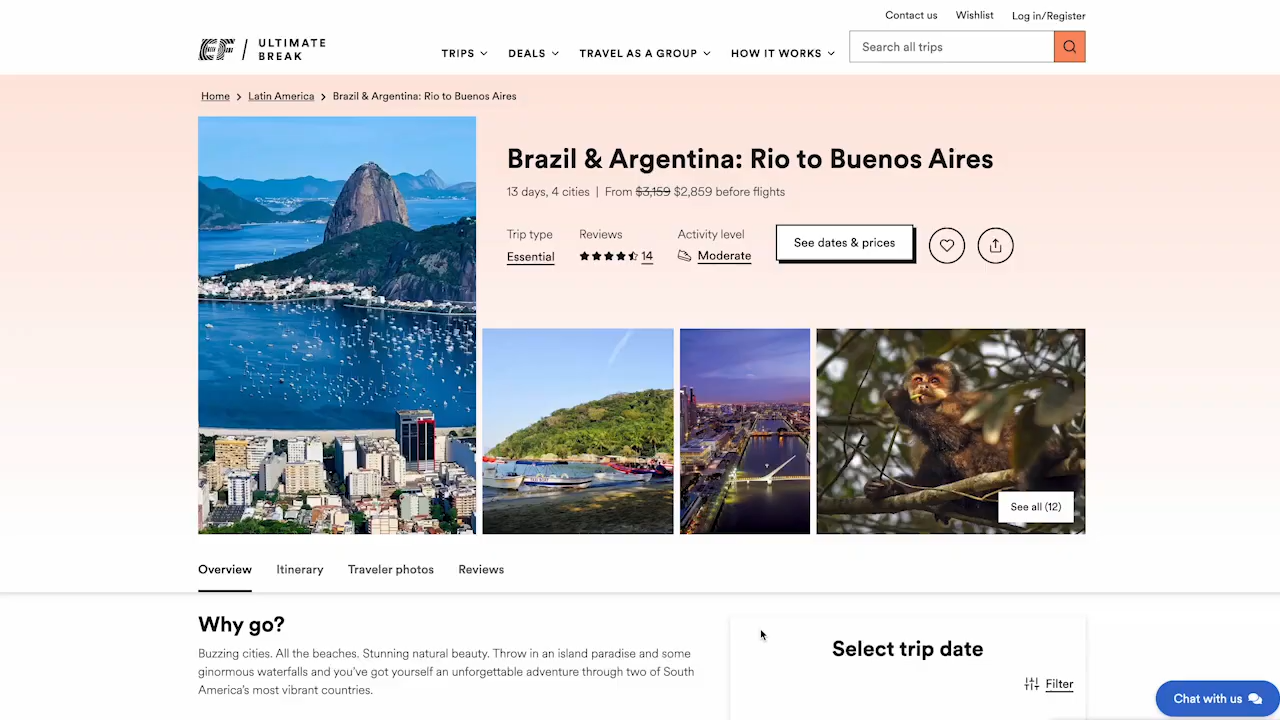 Contact us
Wishlist
Log in/Register
EF
ULTIMATE
BREAK
TRIPS
DEALS
TRAVEL AS A GROUP
HOW IT WORKS
Search all trips
Home
Latin America
Brazil & Argentina: Rio to Buenos Aires
Brazil & Argentina: Rio to Buenos Aires
13 days, 4 cities | From $3,159 $2,859 before flights
Trip type
Reviews
Activity level
Essential
14
Moderate
See dates & prices
See all (12)
Overview
Itinerary
Traveler photos
Reviews
Why go?
Buzzing cities. All the beaches. Stunning natural beauty. Throw in an island paradise and some
ginormous waterfalls and you've got yourself an unforgettable adventure through two of South
America's most vibrant countries.
Select trip date
Filter
Chat with us